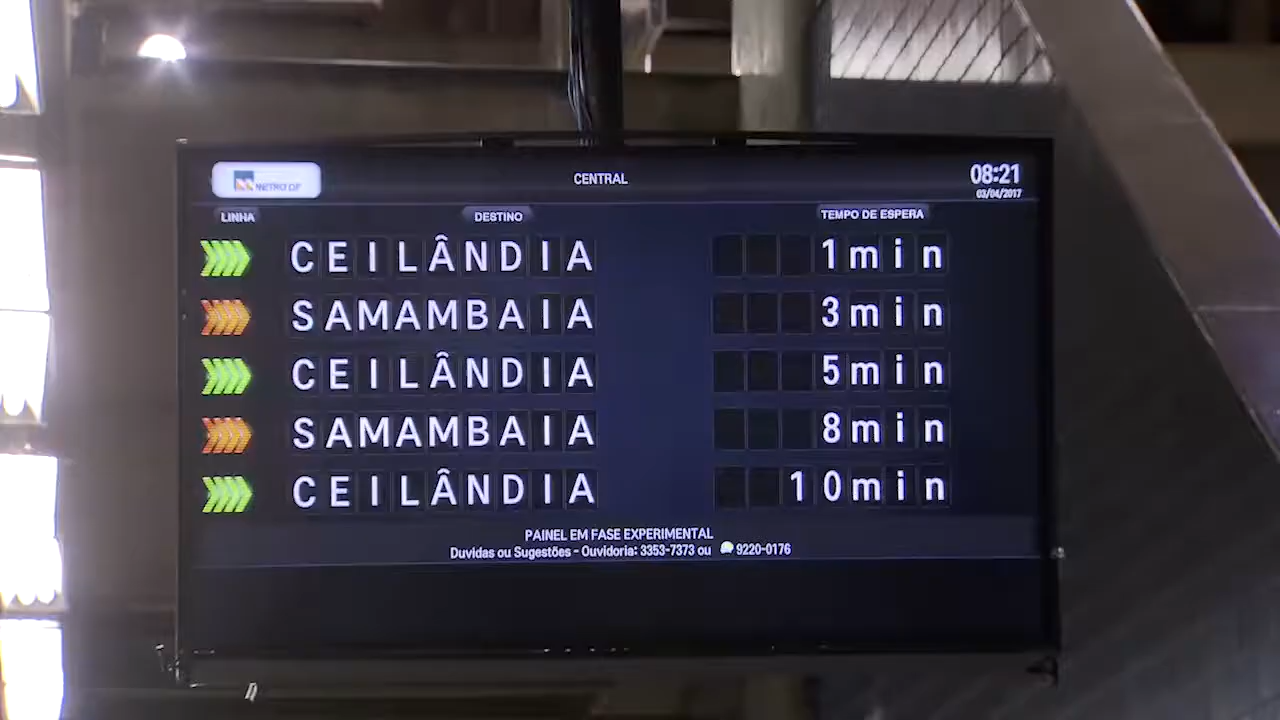 METRO DF
CENTRAL
08:21
03/04/2017
LINHA DESTINO TEMPO DE ESPERA
CEILÂNDIA 1min
SAMAMBAIA 3min
CEILÂNDIA 5min
SAMAMBAIA 8min
CEILÂNDIA 10min
PAINEL EM FASE EXPERIMENTAL
Duvidas ou Sugestões - Ouvidoria: 3353-7373 ou 9220-0176